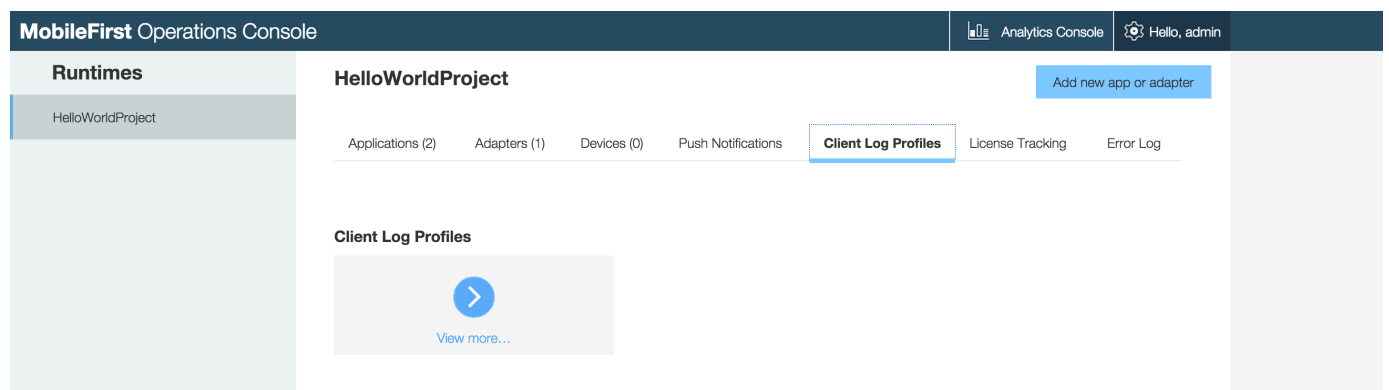 MobileFirst Operations Console
Analytics Console
Hello, admin
Runtimes
HelloWorldProject
HelloWorldProject
Add new app or adapter
Applications (2) Adapters (1) Devices (0) Push Notifications Client Log Profiles License Tracking Error Log
Client Log Profiles
View more...